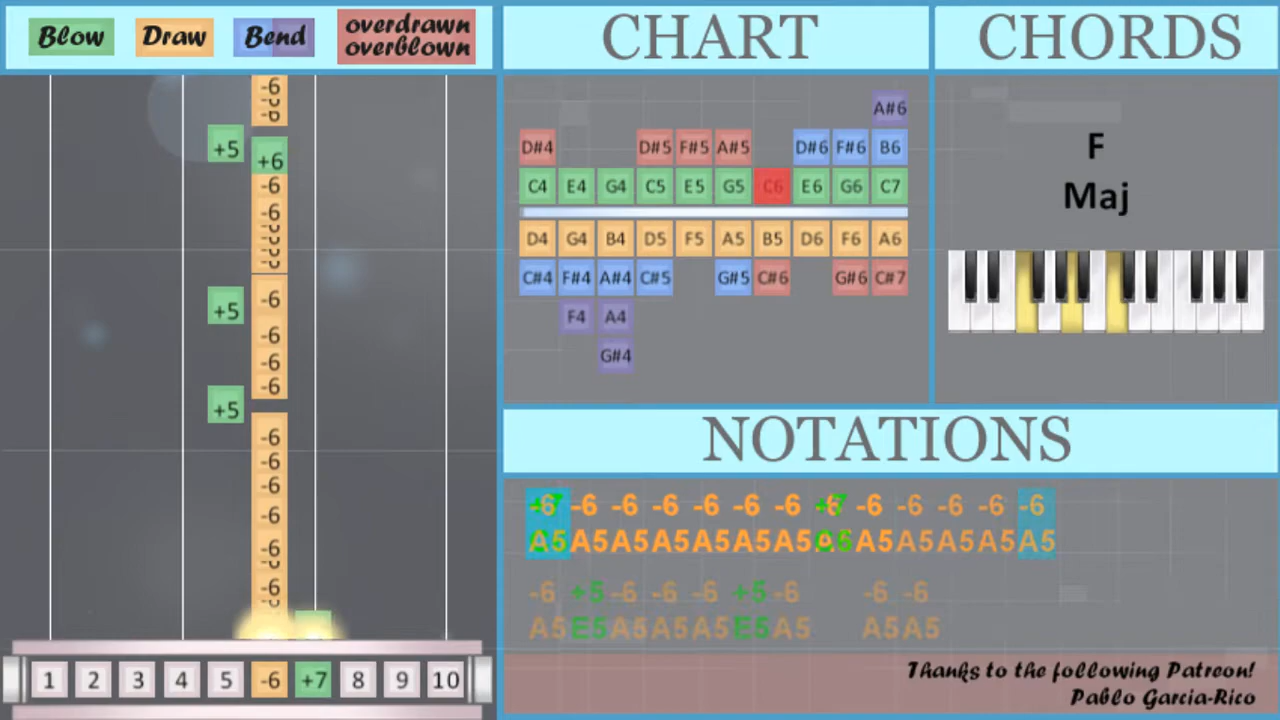 Blow Draw Bend overdrawn
overblown
CHART
CHORDS
-6
-6
+5 +6
-6
-6
+5 -6
-6
-6
-6
+5
-6
-6
-6
-6
-6
-6
1 2 3 4 5 -6 +7 8 9 10
A#6
D#4 D#5 F#5 A#5 D#6 F#6 B6
C4 E4 G4 C5 E5 G5 C6 E6 G6 C7
D4 G4 B4 D5 F5 A5 B5 D6 F6 A6
C#4 F#4 A#4 C#5 G#5 C#6 G#6 C#7
F4 A4
G#4
F
Maj
NOTATIONS
-6 -6 -6 -6 -6 -6 -6 -6 -6 -6 -6 -6
A5 A5 A5 A5 A5 A5 A5 A5 A5 A5 A5 A5 A5
-6 +5 -6 -6 -6 +5 -6 -6 -6
A5 E5 A5 A5 A5 E5 A5 A5 A5
Thanks to the following Patreon!
Pablo Garcia-Rico